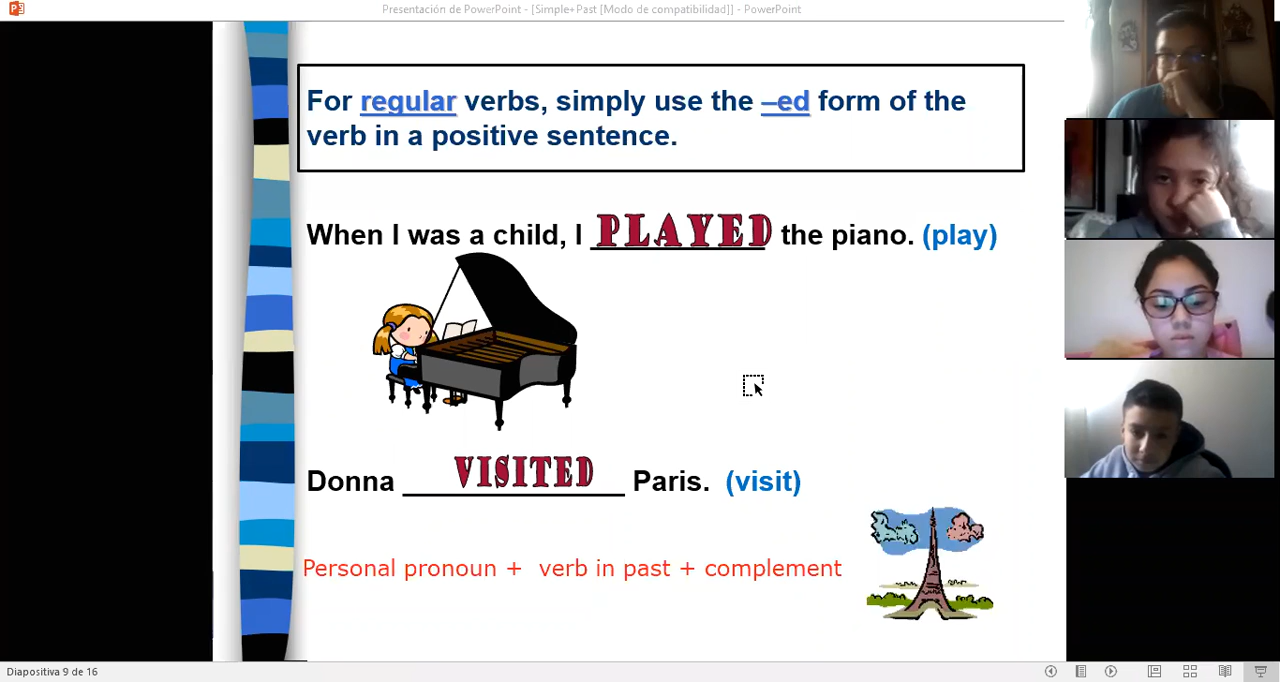 Presentación de PowerPoint - [Simple+Past [Modo de compatibilidad]] - PowerPoint
For regular verbs, simply use the –ed form of the
verb in a positive sentence.
When I was a child, I PLAYED the piano. (play)
Donna VISITED Paris. (visit)
Personal pronoun + verb in past + complement
Diapositiva 9 de 16